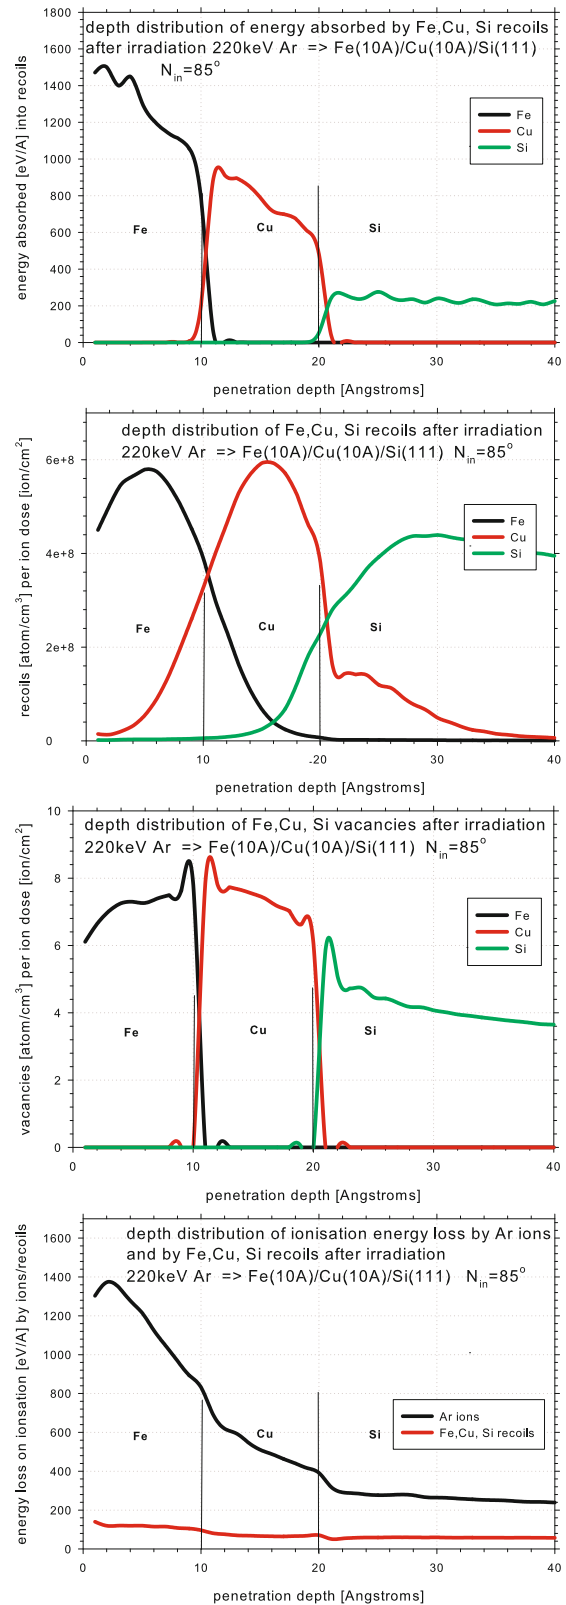 depth distribution of energy absorbed by Fe,Cu, Si recoils
after irradiation 220keV Ar => Fe(10A)/Cu(10A)/Si(111)
N_in=85°
energy absorbed [eV/A] into recoils
1800
1600
1400
1200
1000
800
600
400
200
0
Fe
Cu
Si
Fe
Cu
Si
0
10
20
30
40
penetration depth [Angstroms]
depth distribution of Fe,Cu, Si recoils after irradiation
220keV Ar => Fe(10A)/Cu(10A)/Si(111) N_in=85°
recoils [atom/cm³] per ion dose [ion/cm²]
6e+8
4e+8
2e+8
0
Fe
Cu
Si
Fe
Cu
Si
0
10
20
30
40
penetration depth [Angstroms]
depth distribution of Fe,Cu, Si vacancies after irradiation
220keV Ar => Fe(10A)/Cu(10A)/Si(111) N_in=85°
vacancies [atom/cm³] per ion dose [ion/cm²]
10
8
6
4
2
0
Fe
Cu
Si
Fe
Cu
Si
0
10
20
30
40
penetration depth [Angstroms]
depth distribution of ionisation energy loss by Ar ions
and by Fe,Cu, Si recoils after irradiation
220keV Ar => Fe(10A)/Cu(10A)/Si(111) N_in=85°
energy loss on ionsation [eV/A] by ions/recoils
1600
1400
1200
1000
800
600
400
200
0
Ar ions
Fe,Cu, Si recoils
Fe
Cu
Si
0
10
20
30
40
penetration depth [Angstroms]